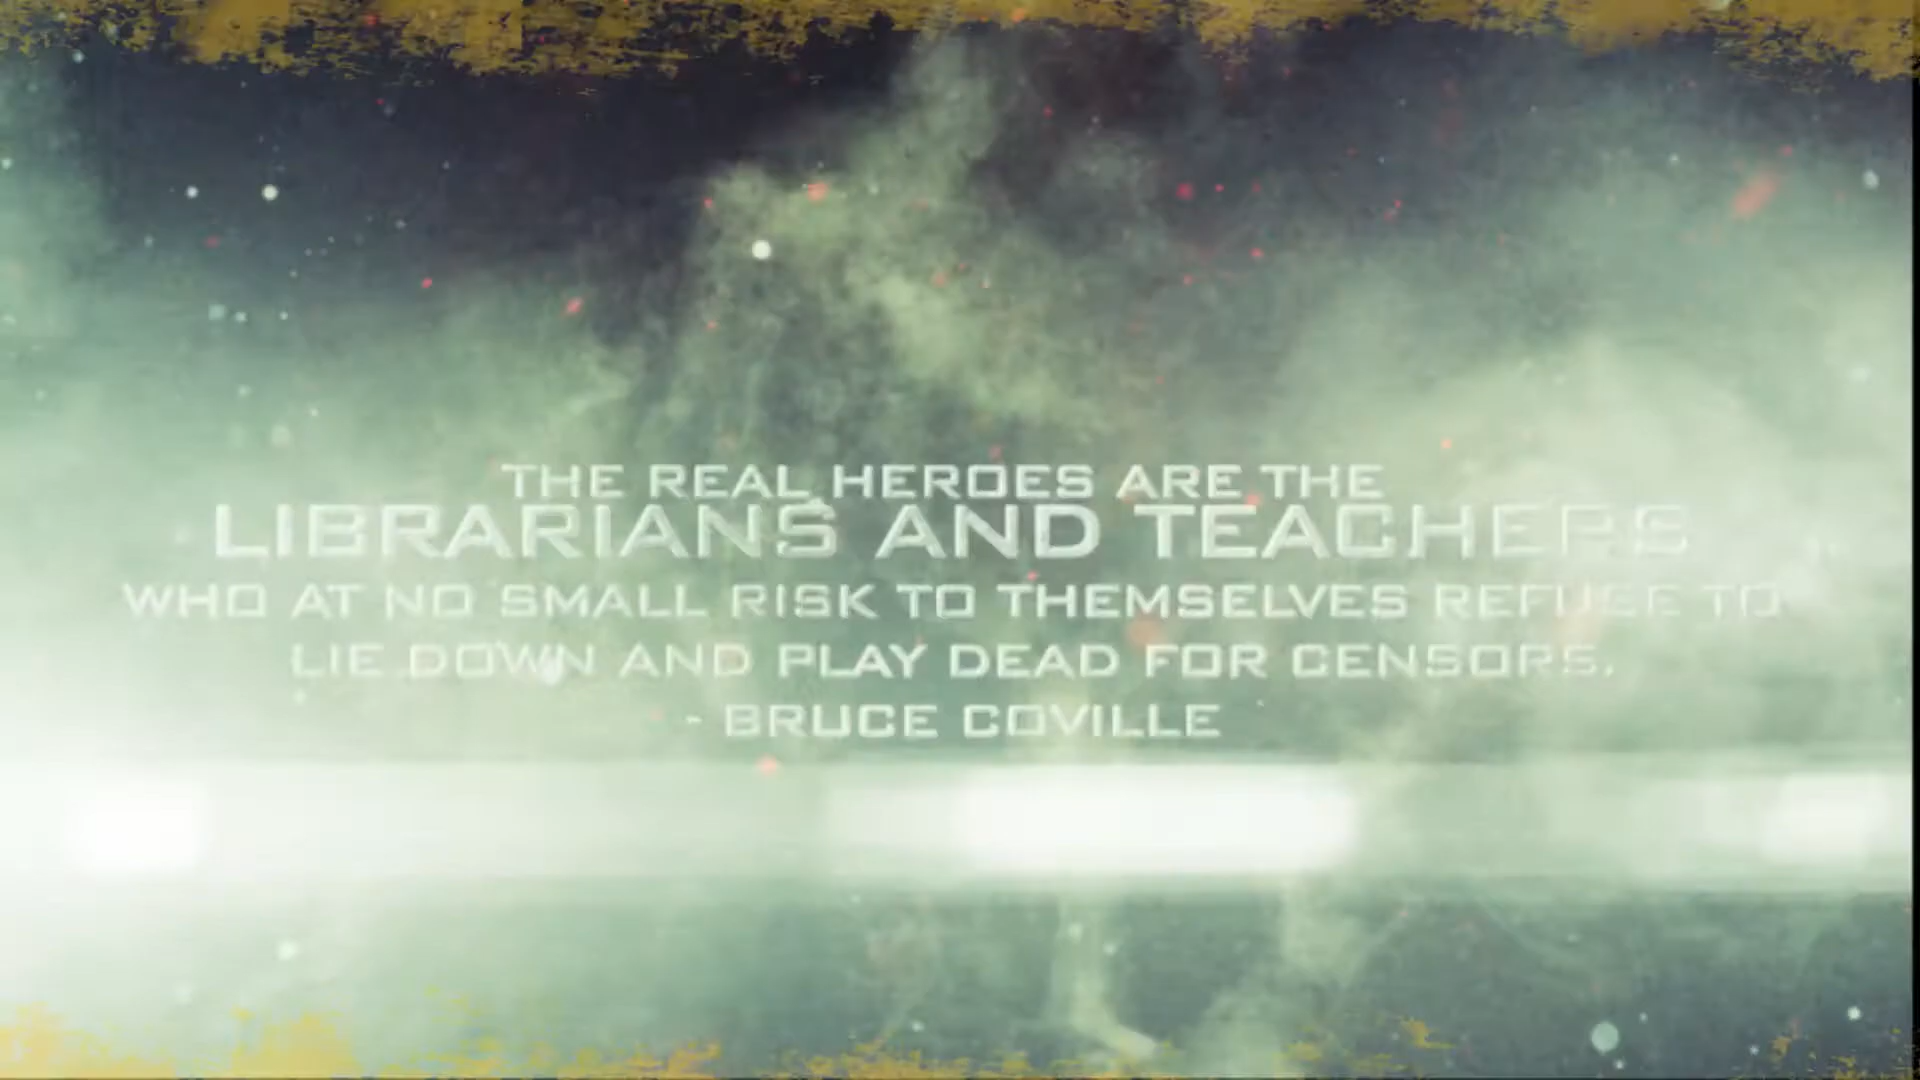 THE REAL HEROES ARE THE
LIBRARIANS AND TEACHERS
WHO AT NO SMALL RISK TO THEMSELVES REFUSE TO
LIE DOWN AND PLAY DEAD FOR CENSORS.
- BRUCE COVILLE